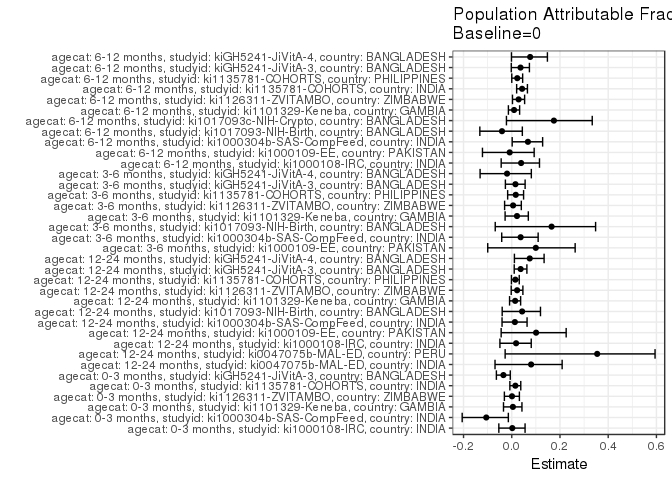 Population Attributable Frac
Baseline=0
agecat: 6-12 months, studyid: kiGH5241-JiVitA-4, country: BANGLADESH
agecat: 6-12 months, studyid: kiGH5241-JiVitA-3, country: BANGLADESH
agecat: 6-12 months, studyid: ki1135781-COHORTS, country: PHILIPPINES
agecat: 6-12 months, studyid: ki1135781-COHORTS, country: INDIA
agecat: 6-12 months, studyid: ki1126311-ZVITAMBO, country: ZIMBABWE
agecat: 6-12 months, studyid: ki1101329-Keneba, country: GAMBIA
agecat: 6-12 months, studyid: ki1017093c-NIH-Crypto, country: BANGLADESH
agecat: 6-12 months, studyid: ki1017093-NIH-Birth, country: BANGLADESH
agecat: 6-12 months, studyid: ki1000304b-SAS-CompFeed, country: INDIA
agecat: 6-12 months, studyid: ki1000109-EE, country: PAKISTAN
agecat: 6-12 months, studyid: ki1000108-IRC, country: INDIA
agecat: 3-6 months, studyid: kiGH5241-JiVitA-4, country: BANGLADESH
agecat: 3-6 months, studyid: kiGH5241-JiVitA-3, country: BANGLADESH
agecat: 3-6 months, studyid: ki1135781-COHORTS, country: PHILIPPINES
agecat: 3-6 months, studyid: ki1126311-ZVITAMBO, country: ZIMBABWE
agecat: 3-6 months, studyid: ki1101329-Keneba, country: GAMBIA
agecat: 3-6 months, studyid: ki1017093-NIH-Birth, country: BANGLADESH
agecat: 3-6 months, studyid: ki1000304b-SAS-CompFeed, country: INDIA
agecat: 3-6 months, studyid: ki1000109-EE, country: PAKISTAN
agecat: 12-24 months, studyid: kiGH5241-JiVitA-4, country: BANGLADESH
agecat: 12-24 months, studyid: kiGH5241-JiVitA-3, country: BANGLADESH
agecat: 12-24 months, studyid: ki1135781-COHORTS, country: PHILIPPINES
agecat: 12-24 months, studyid: ki1126311-ZVITAMBO, country: ZIMBABWE
agecat: 12-24 months, studyid: ki1101329-Keneba, country: GAMBIA
agecat: 12-24 months, studyid: ki1017093-NIH-Birth, country: BANGLADESH
agecat: 12-24 months, studyid: ki1000304b-SAS-CompFeed, country: INDIA
agecat: 12-24 months, studyid: ki1000109-EE, country: PAKISTAN
agecat: 12-24 months, studyid: ki1000108-IRC, country: INDIA
agecat: 12-24 months, studyid: ki0047075b-MAL-ED, country: PERU
agecat: 12-24 months, studyid: ki0047075b-MAL-ED, country: INDIA
agecat: 0-3 months, studyid: kiGH5241-JiVitA-3, country: BANGLADESH
agecat: 0-3 months, studyid: ki1135781-COHORTS, country: INDIA
agecat: 0-3 months, studyid: ki1126311-ZVITAMBO, country: ZIMBABWE
agecat: 0-3 months, studyid: ki1101329-Keneba, country: GAMBIA
agecat: 0-3 months, studyid: ki1000304b-SAS-CompFeed, country: INDIA
agecat: 0-3 months, studyid: ki1000108-IRC, country: INDIA
-0.2 0.0 0.2 0.4 0.6
Estimate